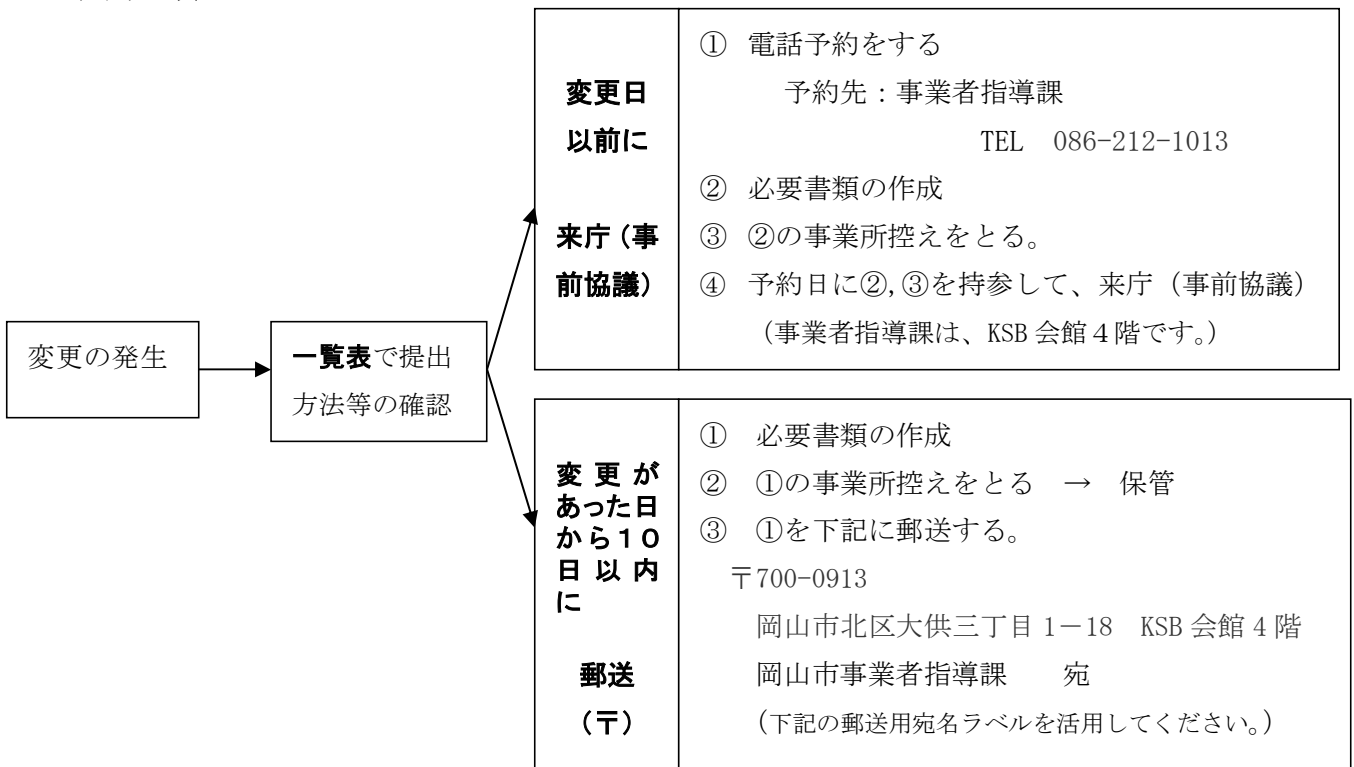 変更の発生
一覧表で提出
方法等の確認
変更日
以前に
来庁（事
前協議）
① 電話予約をする
予約先：事業者指導課
TEL 086-212-1013
② 必要書類の作成
③ ②の事業所控えをとる。
④ 予約日に②,③を持参して、来庁（事前協議）
（事業者指導課は、KSB会館４階です。）
変更が
あった日
から１０
日以内
に
郵送
（〒）
① 必要書類の作成
② ①の事業所控えをとる → 保管
③ ①を下記に郵送する。
〒700-0913
岡山市北区大供三丁目1－18 KSB会館4階
岡山市事業者指導課 宛
（下記の郵送用宛名ラベルを活用してください。）